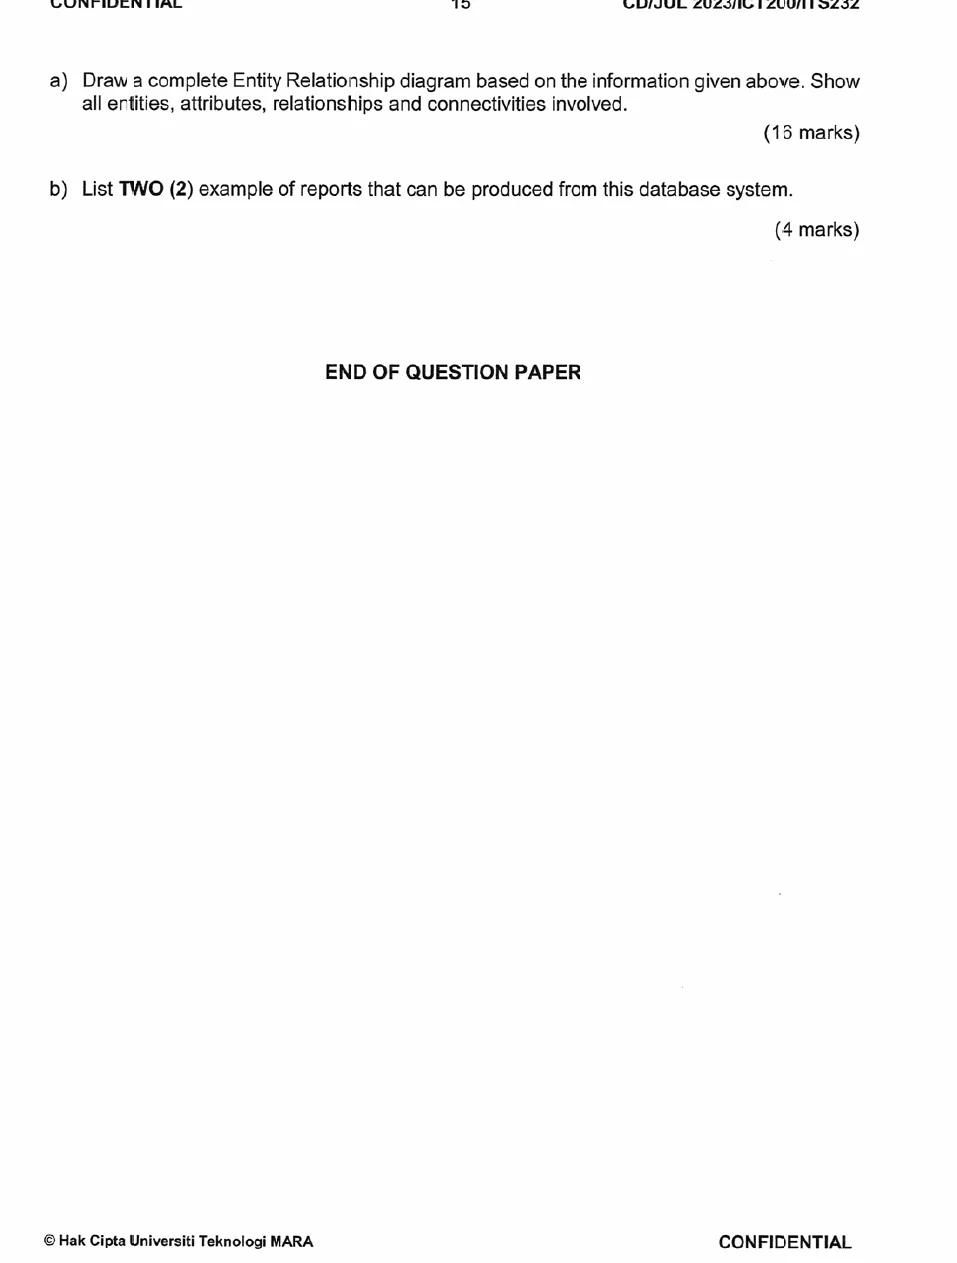 CONFIDENTIAL 15 CD/JUL 2023/ICT200/ITS232
a) Draw a complete Entity Relationship diagram based on the information given above. Show
all entities, attributes, relationships and connectivities involved.
(16 marks)
b) List TWO (2) example of reports that can be produced from this database system.
(4 marks)
END OF QUESTION PAPER
© Hak Cipta Universiti Teknologi MARA CONFIDENTIAL